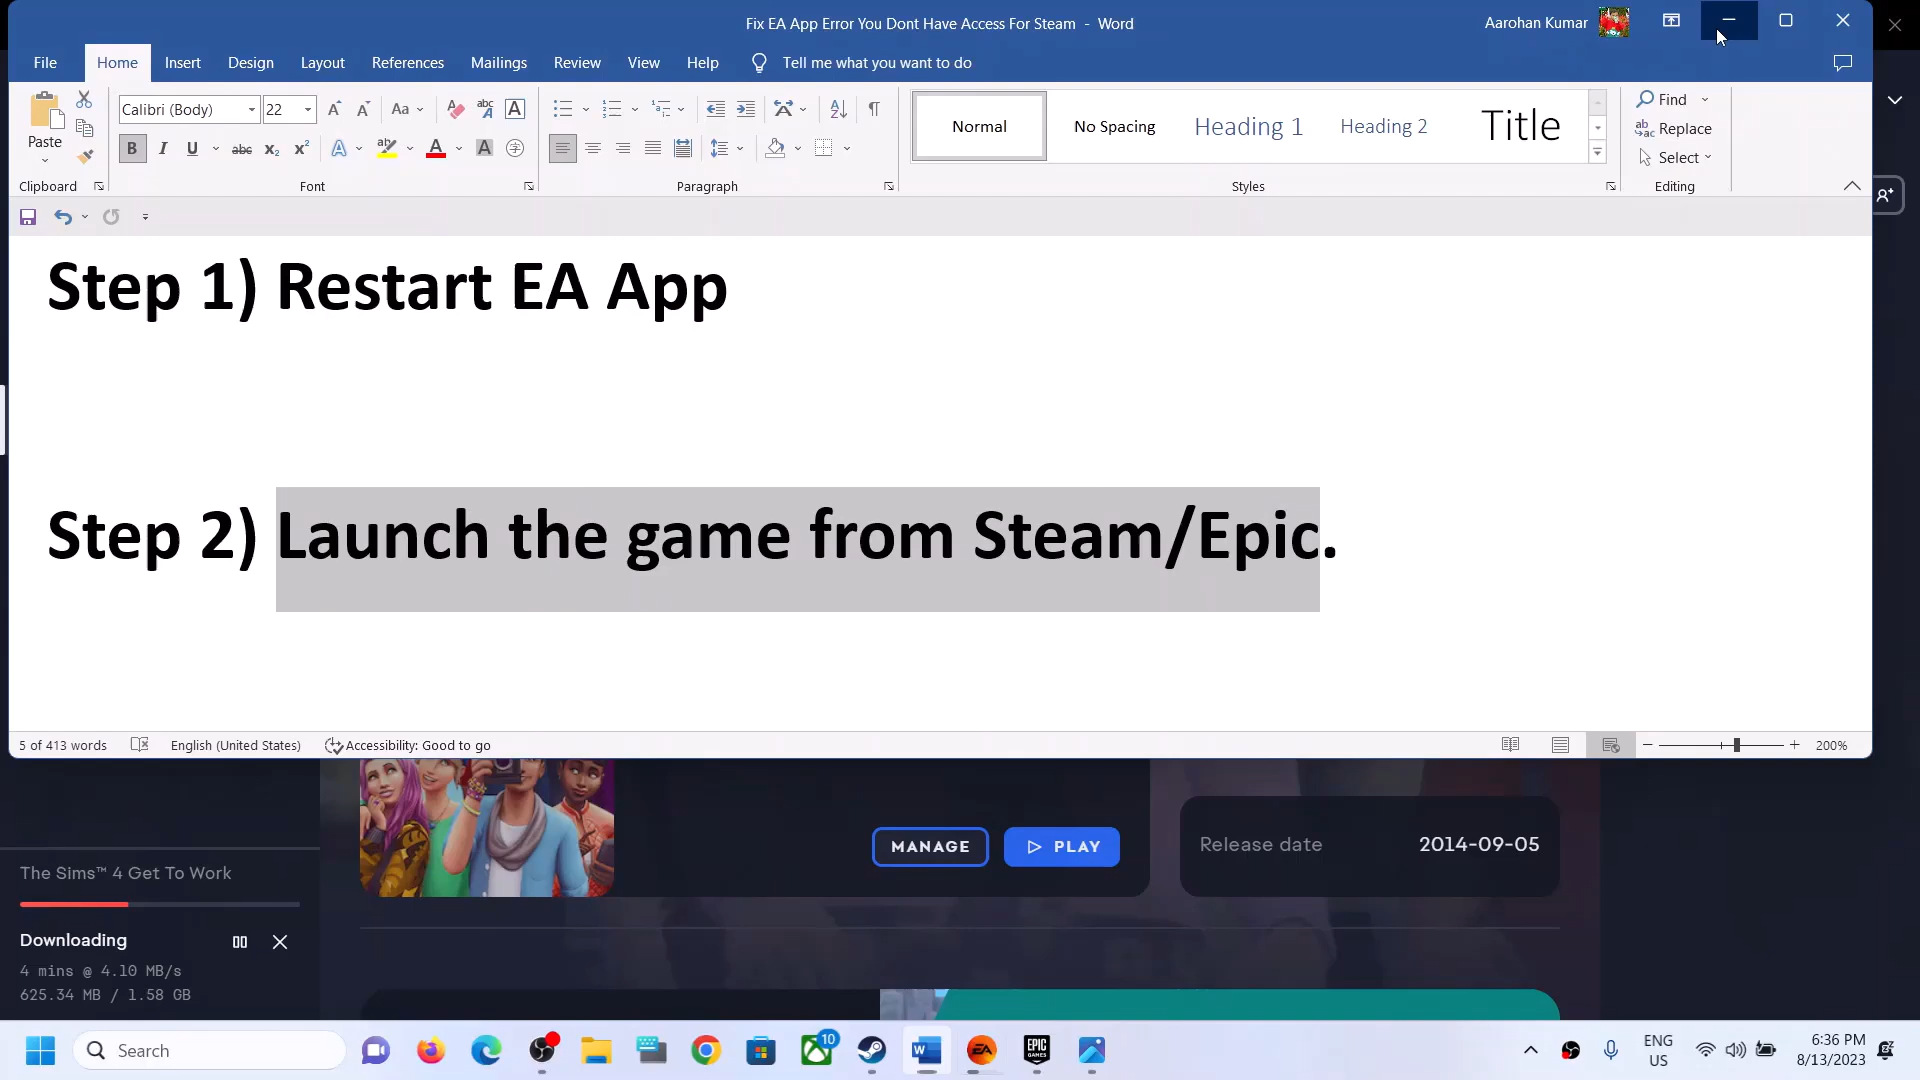 Fix EA App Error You Dont Have Access For Steam - Word
Aarohan Kumar
File Home Insert Design Layout References Mailings Review View Help Tell me what you want to do
Calibri (Body) 22 Aa
Paste
Normal No Spacing Heading 1 Heading 2 Title
Find
Replace
Select
Clipboard Font Paragraph Styles Editing
Step 1) Restart EA App
Step 2) Launch the game from Steam/Epic.
5 of 413 words English (United States) Accessibility: Good to go 200%
MANAGE PLAY
Release date 2014-09-05
The Sims™ 4 Get To Work
Downloading
4 mins @ 4.10 MB/s
625.34 MB / 1.58 GB
Search
10
EA
EPIC GAMES
ENG
US
6:36 PM
8/13/2023